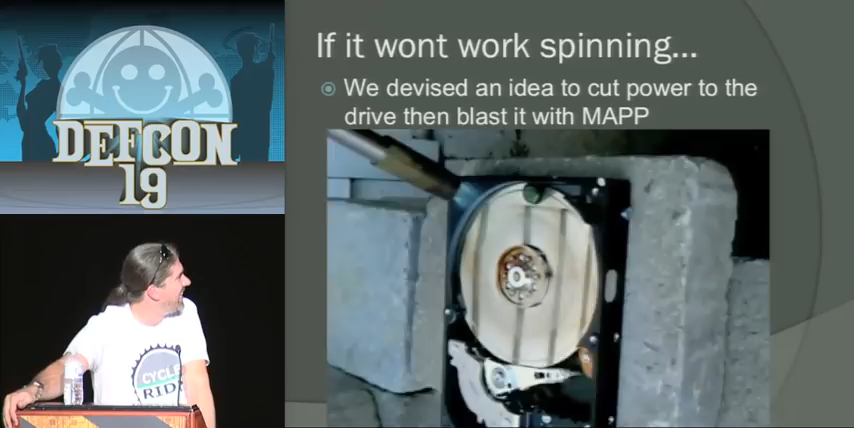 DEFCON
19
If it wont work spinning...
We devised an idea to cut power to the
drive then blast it with MAPP
CYCLE
RIDE